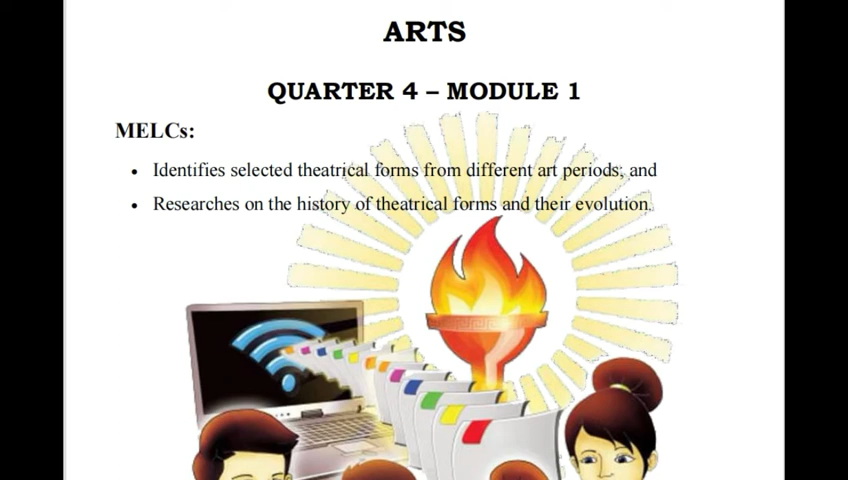 ARTS
QUARTER 4 – MODULE 1
MELCs:
• Identifies selected theatrical forms from different art periods; and
• Researches on the history of theatrical forms and their evolution.